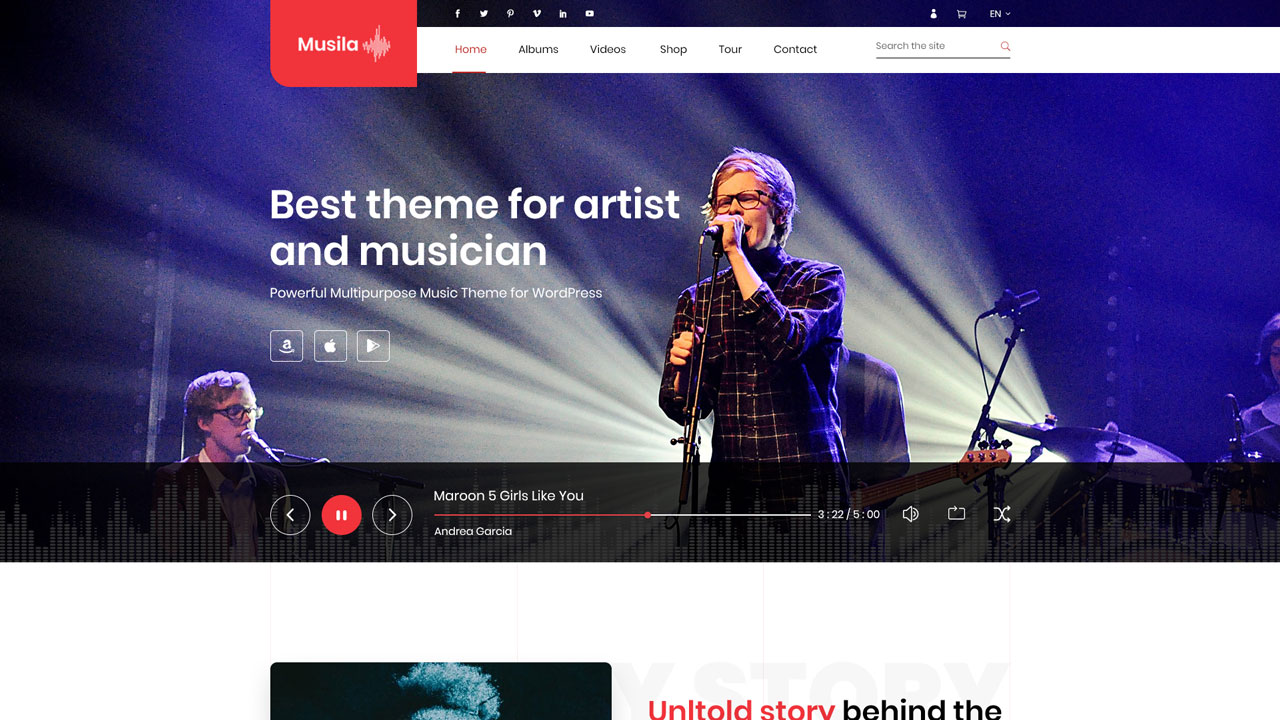 Musila
EN
Home Albums Videos Shop Tour Contact Search the site
Best theme for artist
and musician
Powerful Multipurpose Music Theme for WordPress
Maroon 5 Girls Like You
3 : 22 / 5 : 00
Andrea Garcia
Y STORY
Unltold story behind the